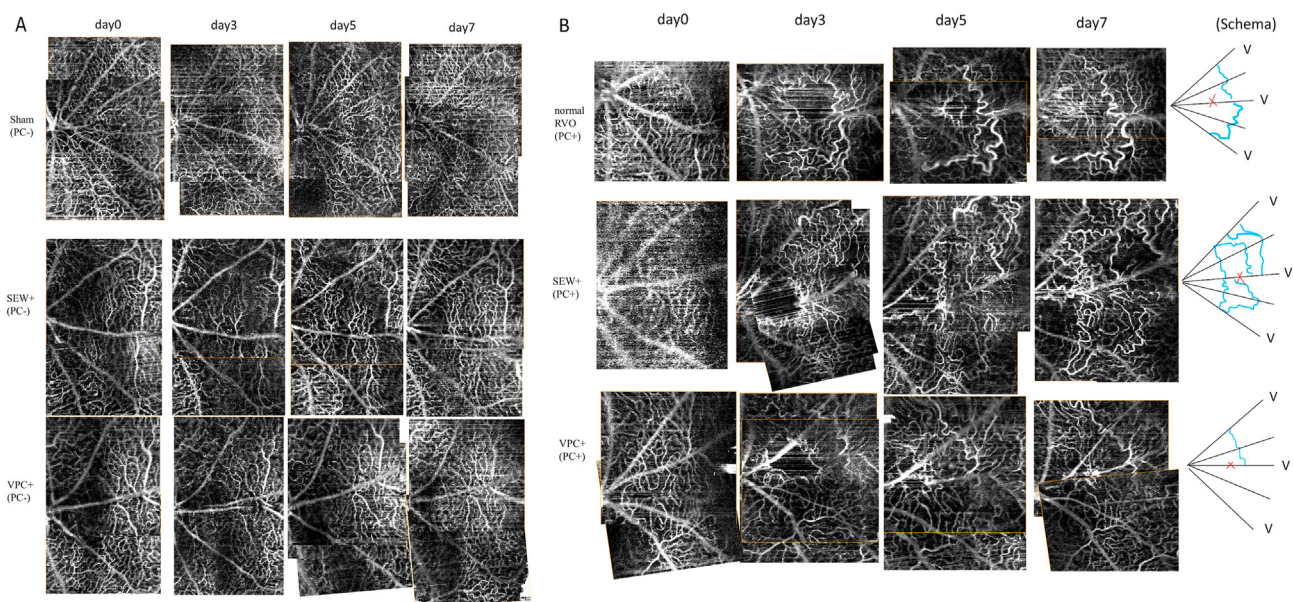 A
day0 day3 day5 day7
Sham
(PC-)
SEW+
(PC-)
VPC+
(PC-)
B
day0 day3 day5 day7 (Schema)
normal
RVO
(PC+)
V
V
V
SEW+
(PC+)
V
V
V
VPC+
(PC+)
V
V
V